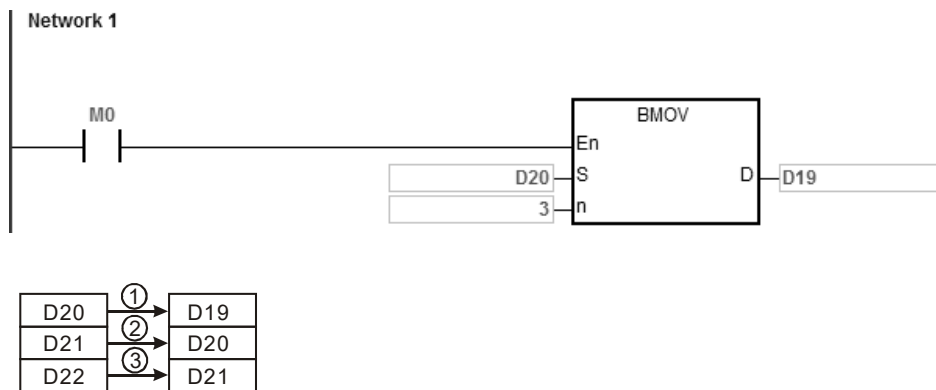 Network 1
M0
BMOV
En
D20 S D D19
3 n
D20 ① D19
D21 ② D20
D22 ③ D21